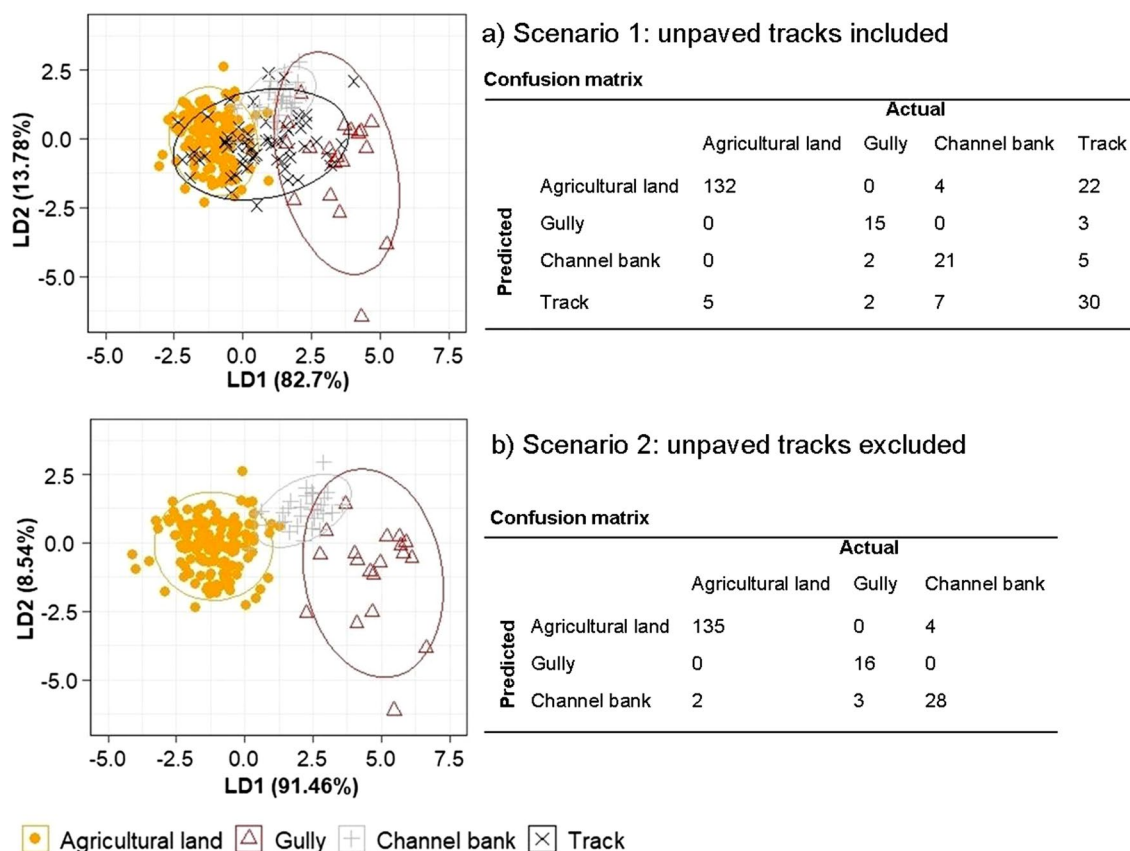 a) Scenario 1: unpaved tracks included
2.5
0.0
-2.5
-5.0
LD2 (13.78%)
-5.0 -2.5 0.0 2.5 5.0 7.5
LD1 (82.7%)
Confusion matrix
Actual
Agricultural land Gully Channel bank Track
Predicted
Agricultural land 132 0 4 22
Gully 0 15 0 3
Channel bank 0 2 21 5
Track 5 2 7 30
b) Scenario 2: unpaved tracks excluded
2.5
0.0
-2.5
-5.0
LD2 (8.54%)
-5.0 -2.5 0.0 2.5 5.0 7.5
LD1 (91.46%)
Confusion matrix
Actual
Agricultural land Gully Channel bank
Predicted
Agricultural land 135 0 4
Gully 0 16 0
Channel bank 2 3 28
Agricultural land Gully Channel bank Track